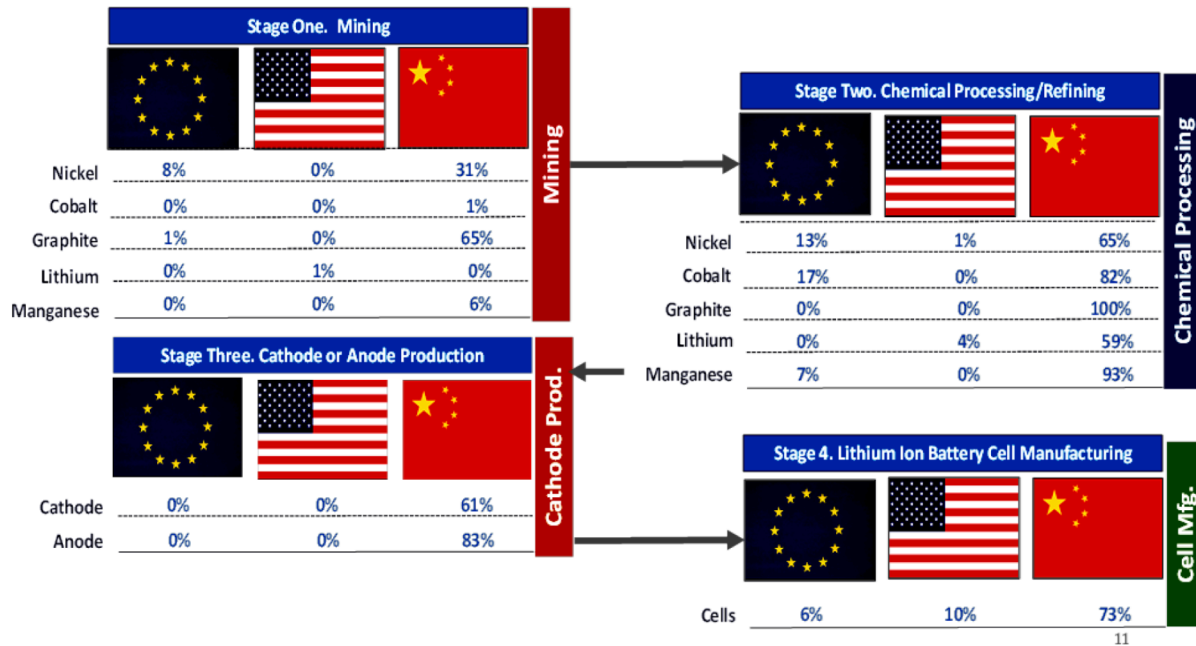 Stage One. Mining
Nickel 8% 0% 31%
Cobalt 0% 0% 1%
Graphite 1% 0% 65%
Lithium 0% 1% 0%
Manganese 0% 0% 6%
Mining
Stage Two. Chemical Processing/Refining
Nickel 13% 1% 65%
Cobalt 17% 0% 82%
Graphite 0% 0% 100%
Lithium 0% 4% 59%
Manganese 7% 0% 93%
Chemical Processing
Stage Three. Cathode or Anode Production
Cathode 0% 0% 61%
Anode 0% 0% 83%
Cathode Prod.
Stage 4. Lithium Ion Battery Cell Manufacturing
Cells 6% 10% 73%
Cell Mfg.
11